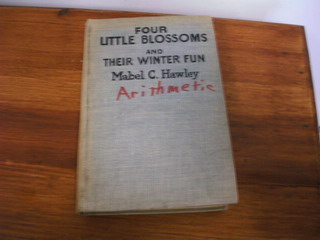 FOUR
LITTLE BLOSSOMS
AND
THEIR WINTER FUN
Mabel C. Hawley
Arithmetic